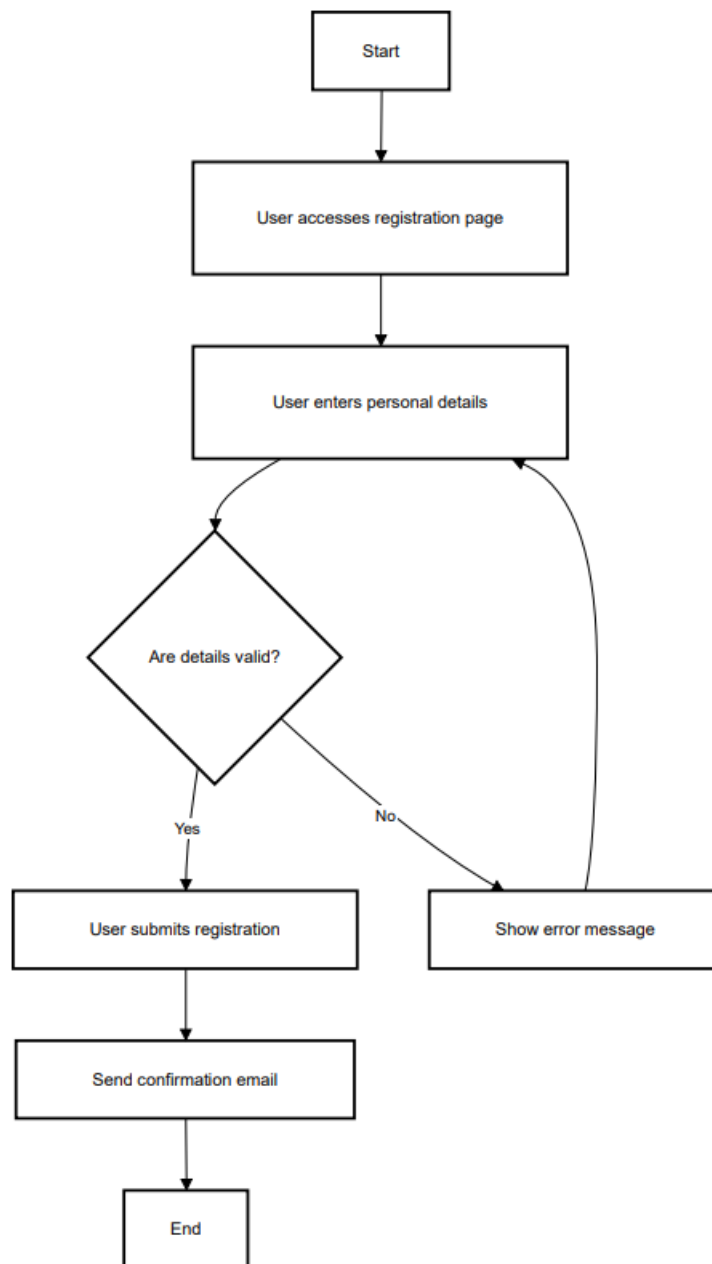 Start
User accesses registration page
User enters personal details
Are details valid?
Yes
No
User submits registration
Show error message
Send confirmation email
End